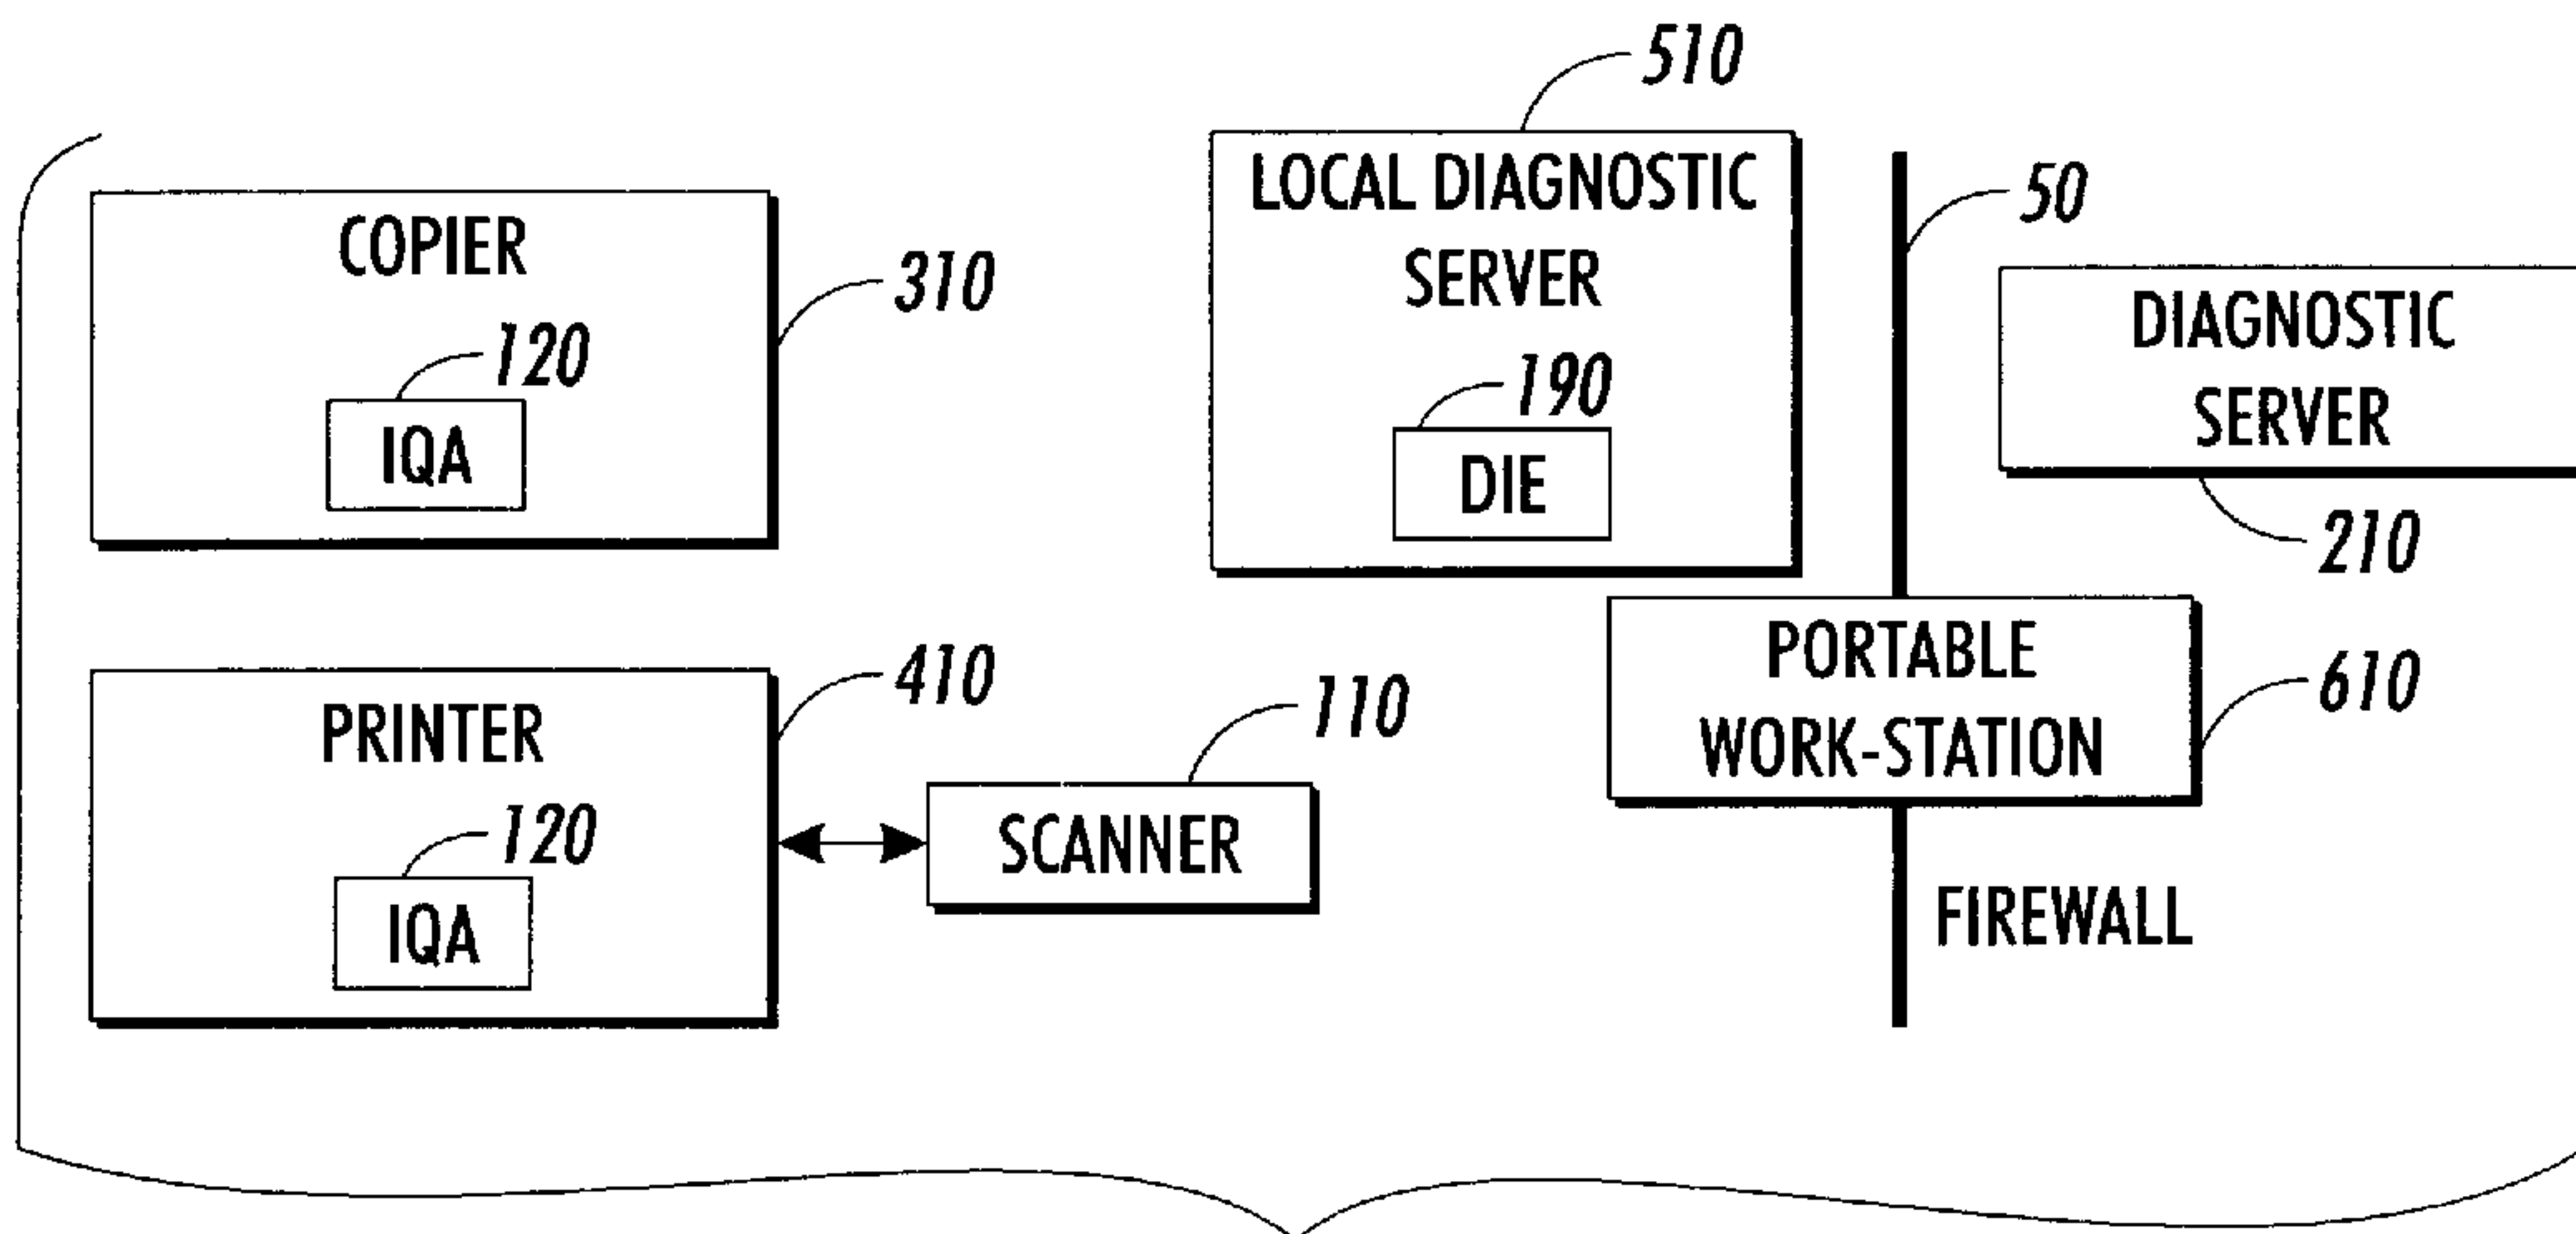 510
LOCAL DIAGNOSTIC
SERVER
190
DIE
50
COPIER
310
120
IQA
DIAGNOSTIC
SERVER
210
PORTABLE
WORK-STATION
610
PRINTER
410
120
IQA
110
SCANNER
FIREWALL